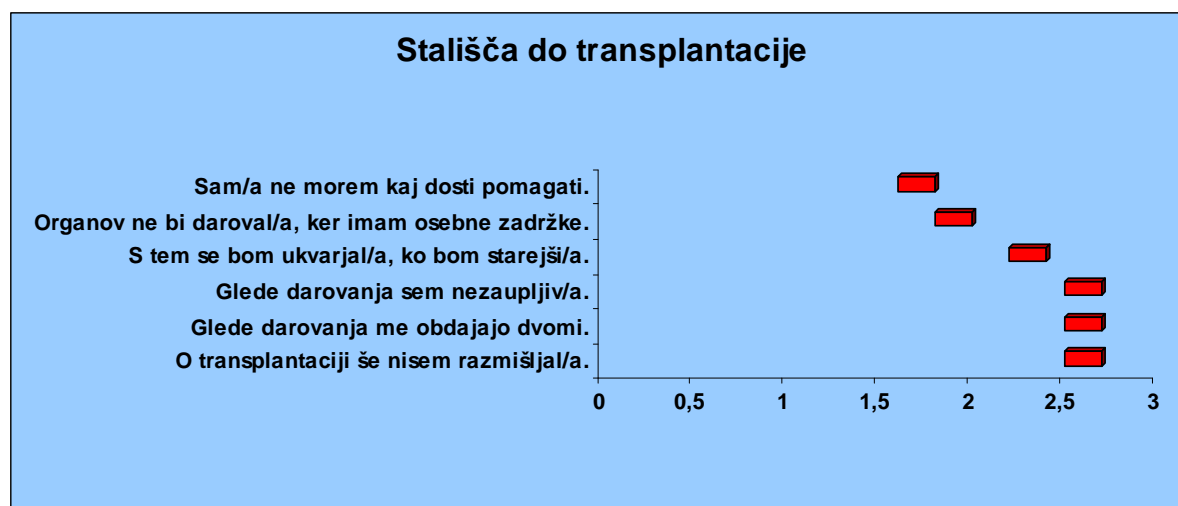 Stališča do transplantacije
Sam/a ne morem kaj dosti pomagati.
Organov ne bi daroval/a, ker imam osebne zadržke.
S tem se bom ukvarjal/a, ko bom starejši/a.
Glede darovanja sem nezaupljiv/a.
Glede darovanja me obdajajo dvomi.
O transplantaciji še nisem razmišljal/a.
0 0,5 1 1,5 2 2,5 3